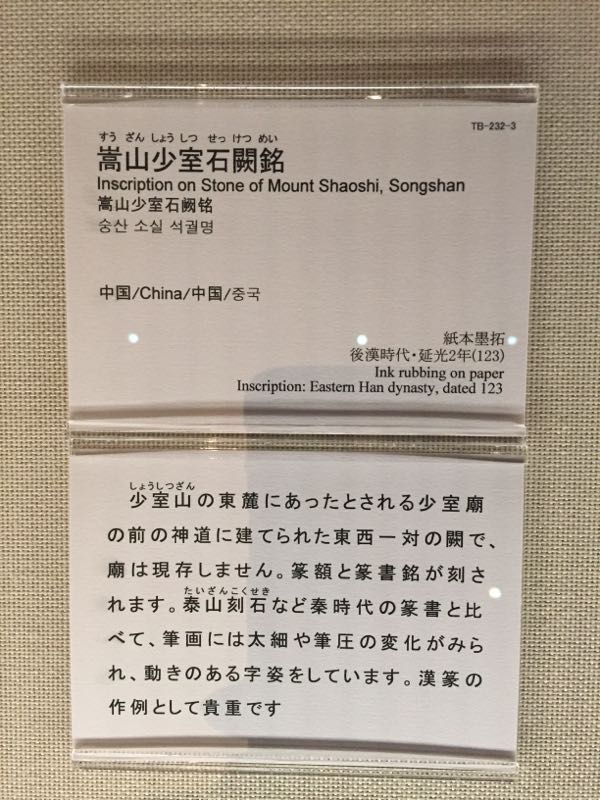 TB-232-3
すう ざん しょう しつ せっ けつ めい
嵩山少室石闕銘
Inscription on Stone of Mount Shaoshi, Songshan
嵩山少室石阙铭
숭산 소실 석궐명
中国/China/中国/중국
紙本墨拓
後漢時代・延光2年(123)
Ink rubbing on paper
Inscription: Eastern Han dynasty, dated 123
しょうしつざん
少室山の東麓にあったとされる少室廟
の前の神道に建てられた東西一対の闕で、
廟は現存しません。篆額と篆書銘が刻さ
たいざんこくせき
れます。泰山刻石など秦時代の篆書と比
べて、筆画には太細や筆圧の変化がみら
れ、動きのある字姿をしています。漢篆の
作例として貴重です